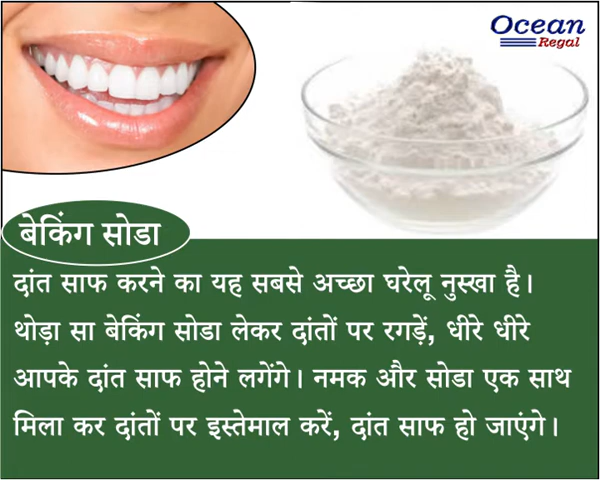 Ocean
Regal
बेकिंग सोडा
दांत साफ करने का यह सबसे अच्छा घरेलू नुस्खा है।
थोड़ा सा बेकिंग सोडा लेकर दांतों पर रगड़ें, धीरे धीरे
आपके दांत साफ होने लगेंगे। नमक और सोडा एक साथ
मिला कर दांतों पर इस्तेमाल करें, दांत साफ हो जाएंगे।